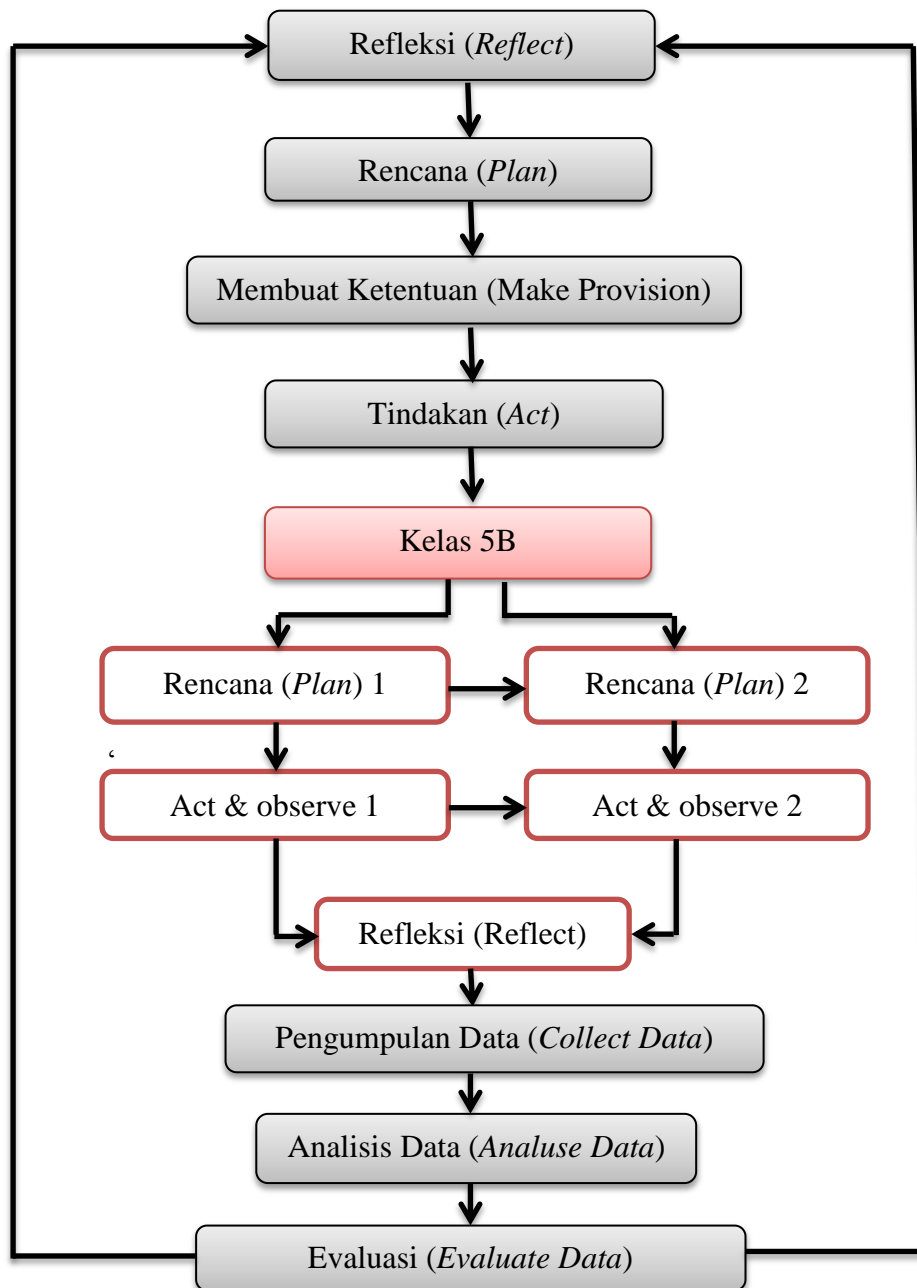 Refleksi (Reflect)
Rencana (Plan)
Membuat Ketentuan (Make Provision)
Tindakan (Act)
Kelas 5B
Rencana (Plan) 1
Rencana (Plan) 2
‘
Act & observe 1
Act & observe 2
Refleksi (Reflect)
Pengumpulan Data (Collect Data)
Analisis Data (Analuse Data)
Evaluasi (Evaluate Data)